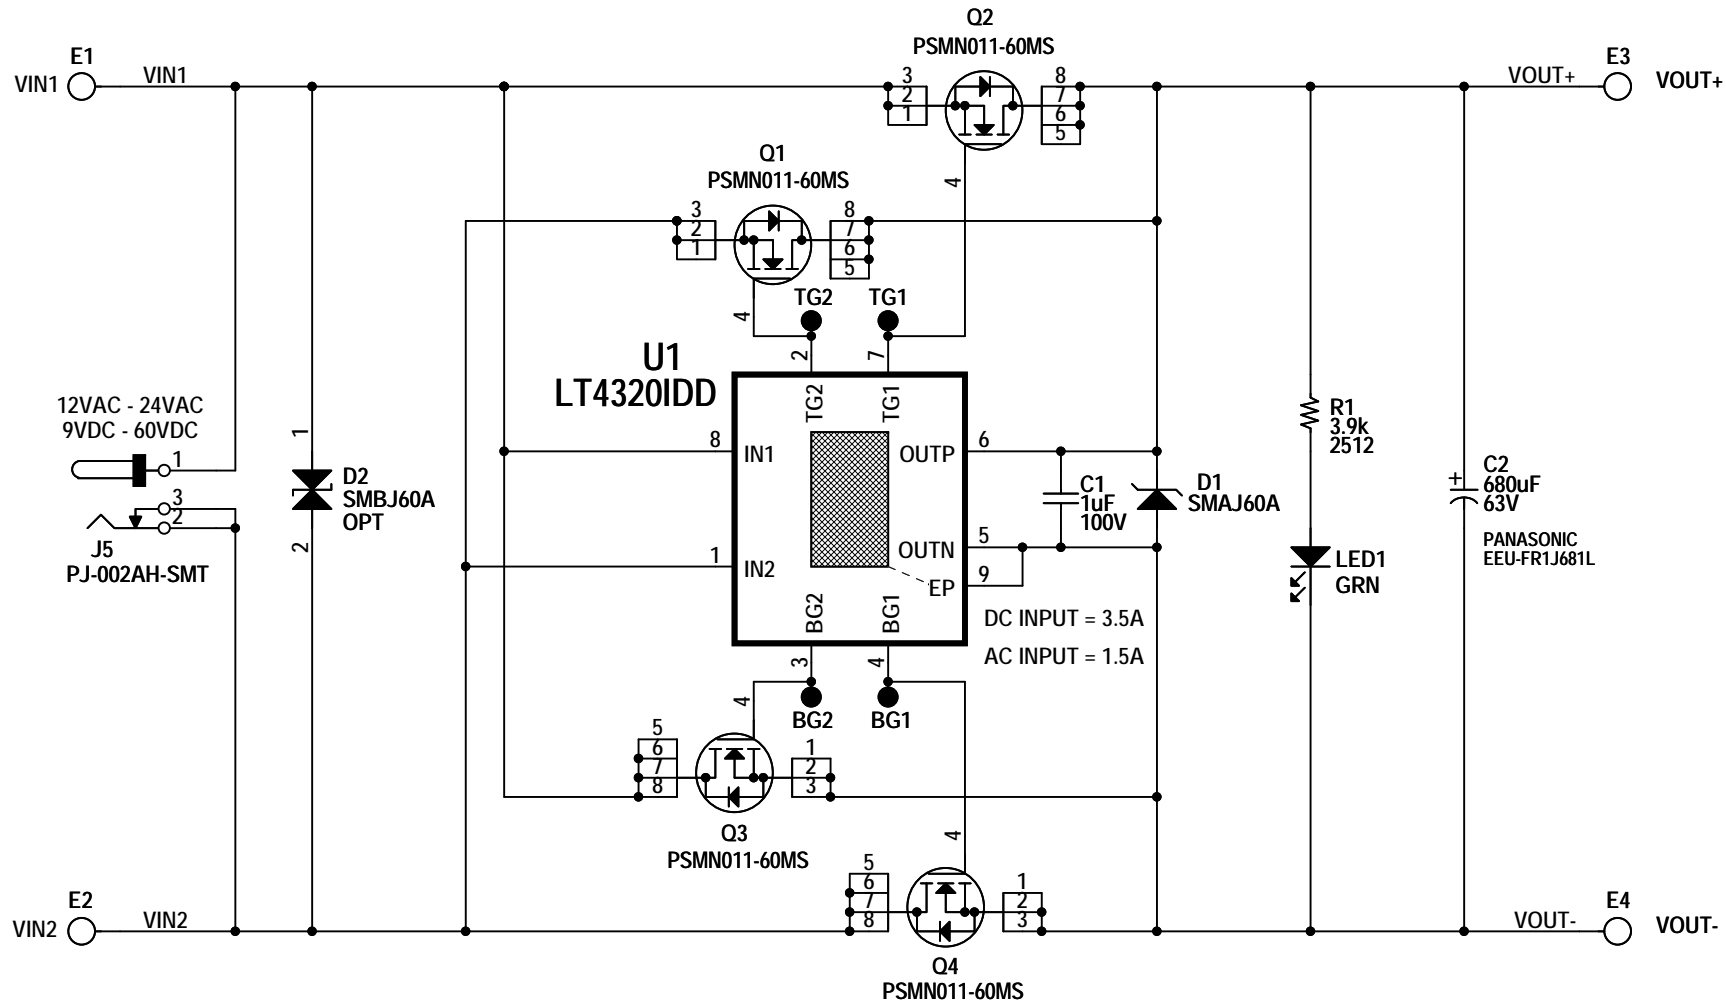 Q2
PSMN011-60MS
E1
VIN1
VIN1
3
2
1
8
7
6
5
4
VOUT+
E3
VOUT+
Q1
PSMN011-60MS
3
2
1
8
7
6
5
4
TG2
TG1
2
7
U1
LT4320IDD
TG2
TG1
8
IN1
OUTP
6
1
IN2
OUTN
5
EP
9
BG2
BG1
3
4
BG2
BG1
12VAC - 24VAC
9VDC - 60VDC
1
3
2
J5
PJ-002AH-SMT
1
D2
SMBJ60A
OPT
2
C1
1uF
100V
D1
SMAJ60A
DC INPUT = 3.5A
AC INPUT = 1.5A
R1
3.9k
2512
LED1
GRN
+
C2
680uF
63V
PANASONIC
EEU-FR1J681L
4
5
6
7
8
1
2
3
Q3
PSMN011-60MS
4
5
6
7
8
1
2
3
Q4
PSMN011-60MS
E2
VIN2
VIN2
VOUT-
E4
VOUT-